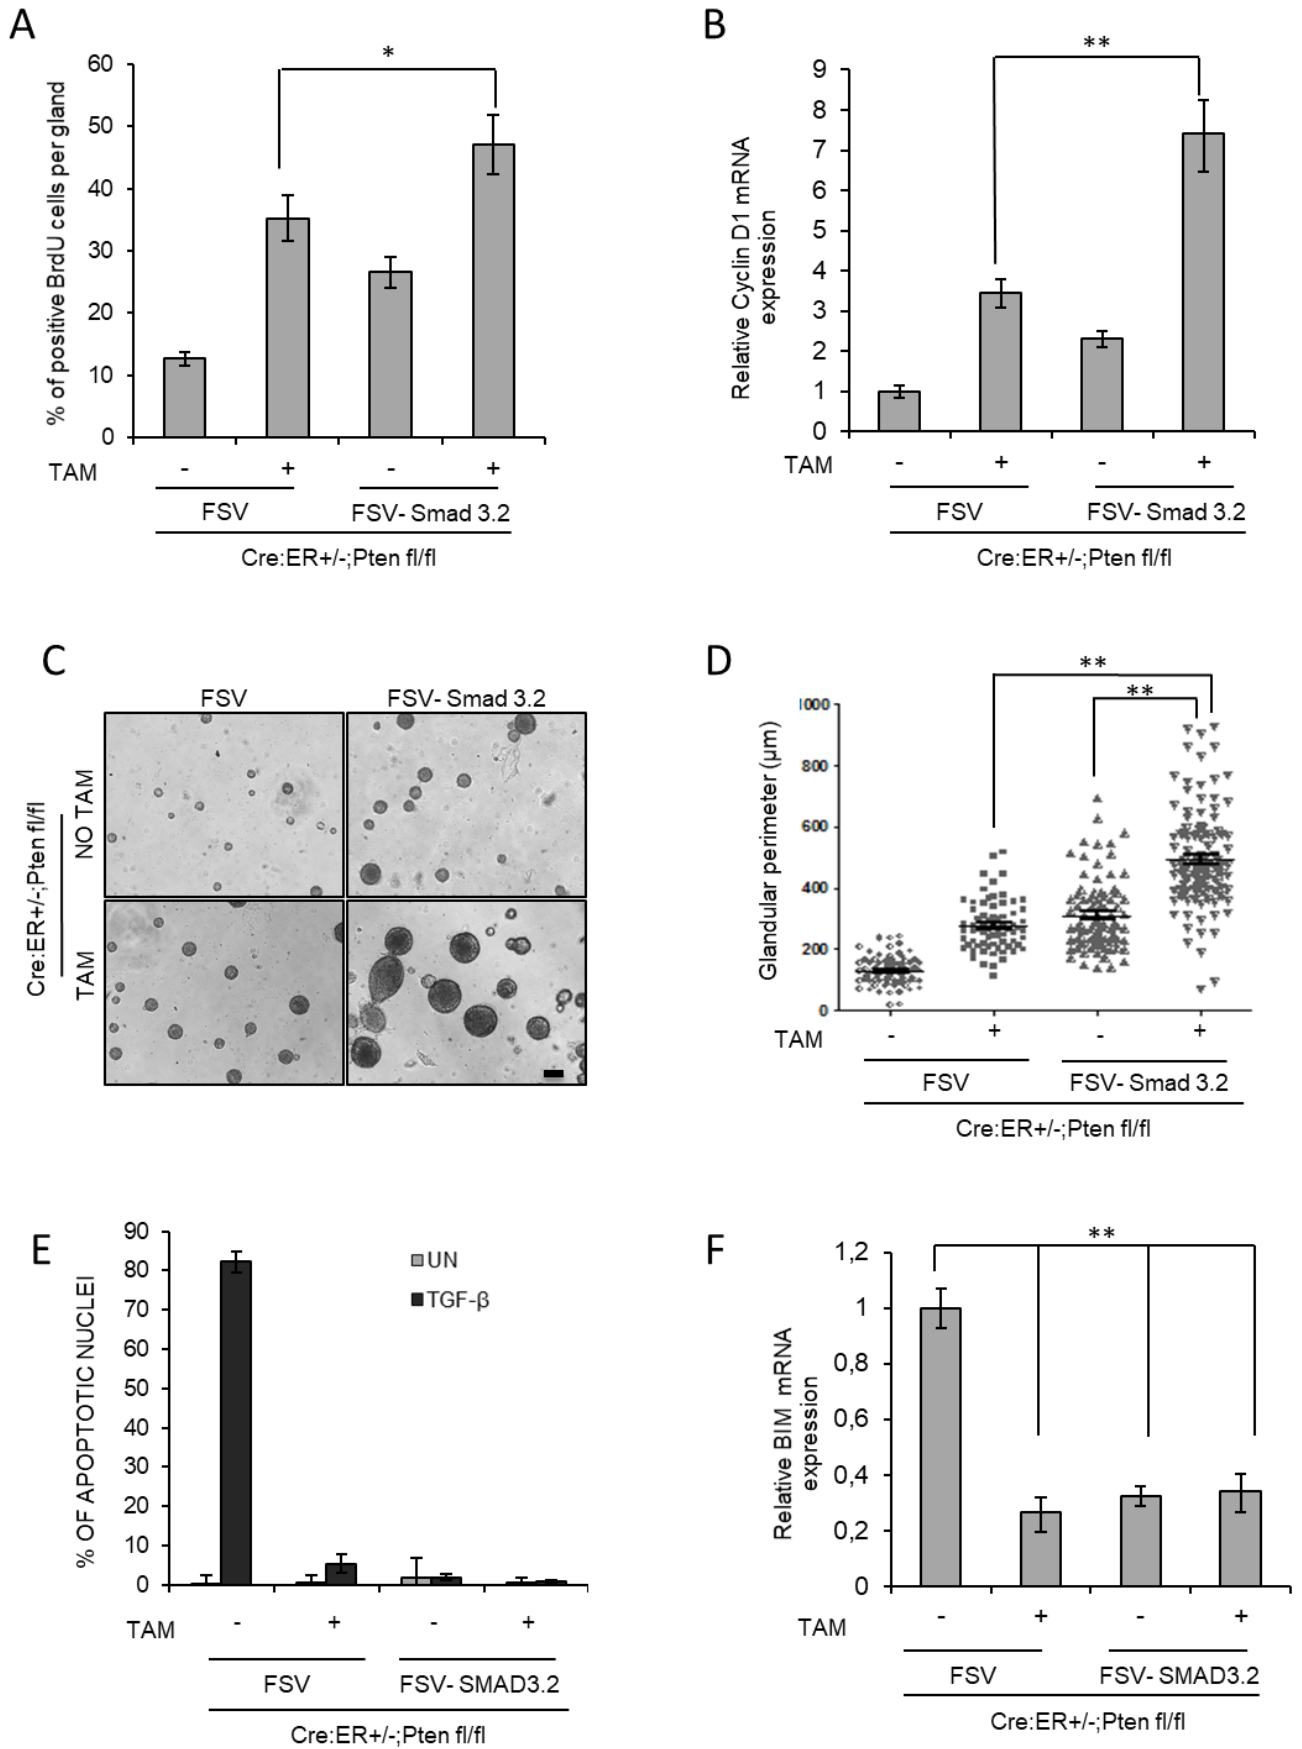 A
*
% of positive BrdU cells per gland
60
50
40
30
20
10
0
TAM
- + - +
FSV FSV- Smad 3.2
Cre:ER+/-;Pten fl/fl
B
**
Relative Cyclin D1 mRNA
expression
9
8
7
6
5
4
3
2
1
0
TAM
- + - +
FSV FSV- Smad 3.2
Cre:ER+/-;Pten fl/fl
C
FSV FSV- Smad 3.2
Cre:ER+/-;Pten fl/fl
NO TAM
TAM
D
**
**
Glandular perimeter (µm)
1000
800
600
400
200
0
TAM
- + - +
FSV FSV- Smad 3.2
Cre:ER+/-;Pten fl/fl
E
% OF APOPTOTIC NUCLEI
90
80
70
60
50
40
30
20
10
0
UN
TGF-β
TAM
- + - +
FSV FSV- SMAD3.2
Cre:ER+/-;Pten fl/fl
F
**
Relative BIM mRNA
expression
1,2
1
0,8
0,6
0,4
0,2
0
TAM
- + - +
FSV FSV- SMAD3.2
Cre:ER+/-;Pten fl/fl